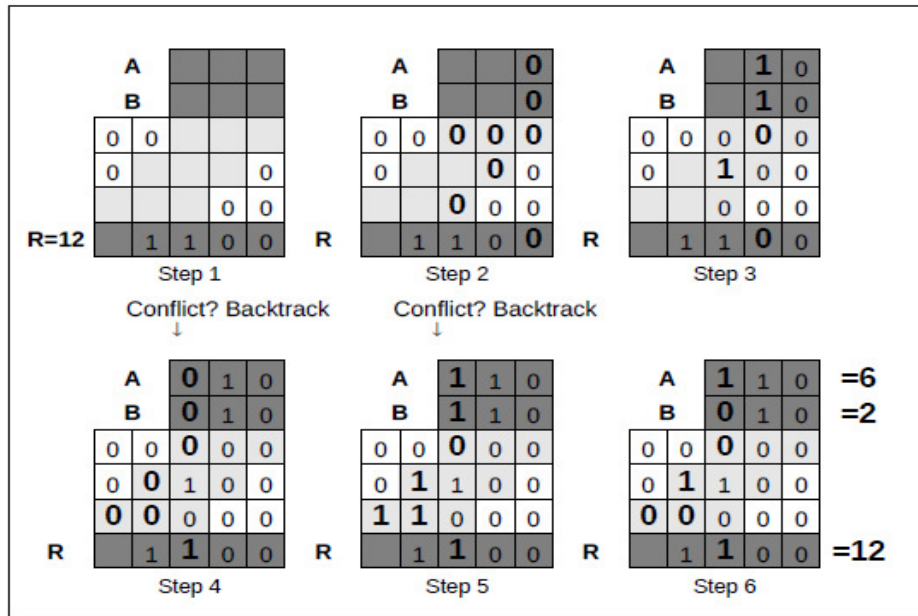 A
B
0 0
0 0
0 0
R=12 1 1 0 0
Step 1
A 0
B 0
0 0 0 0 0
0 0 0
0 0 0
R 1 1 0 0
Step 2
A 1 0
B 1 0
0 0 0 0 0
0 1 0 0
0 0 0
R 1 1 0 0
Step 3
Conflict? Backtrack
↓
Conflict? Backtrack
↓
A 0 1 0
B 0 1 0
0 0 0 0 0
0 0 1 0 0
0 0 0 0 0
R 1 1 0 0
Step 4
A 1 1 0
B 1 1 0
0 0 0 0 0
0 1 1 0 0
1 1 0 0 0
R 1 1 0 0
Step 5
A 1 1 0 =6
B 0 1 0 =2
0 0 0 0 0
0 1 1 0 0
0 0 0 0 0
R 1 1 0 0 =12
Step 6